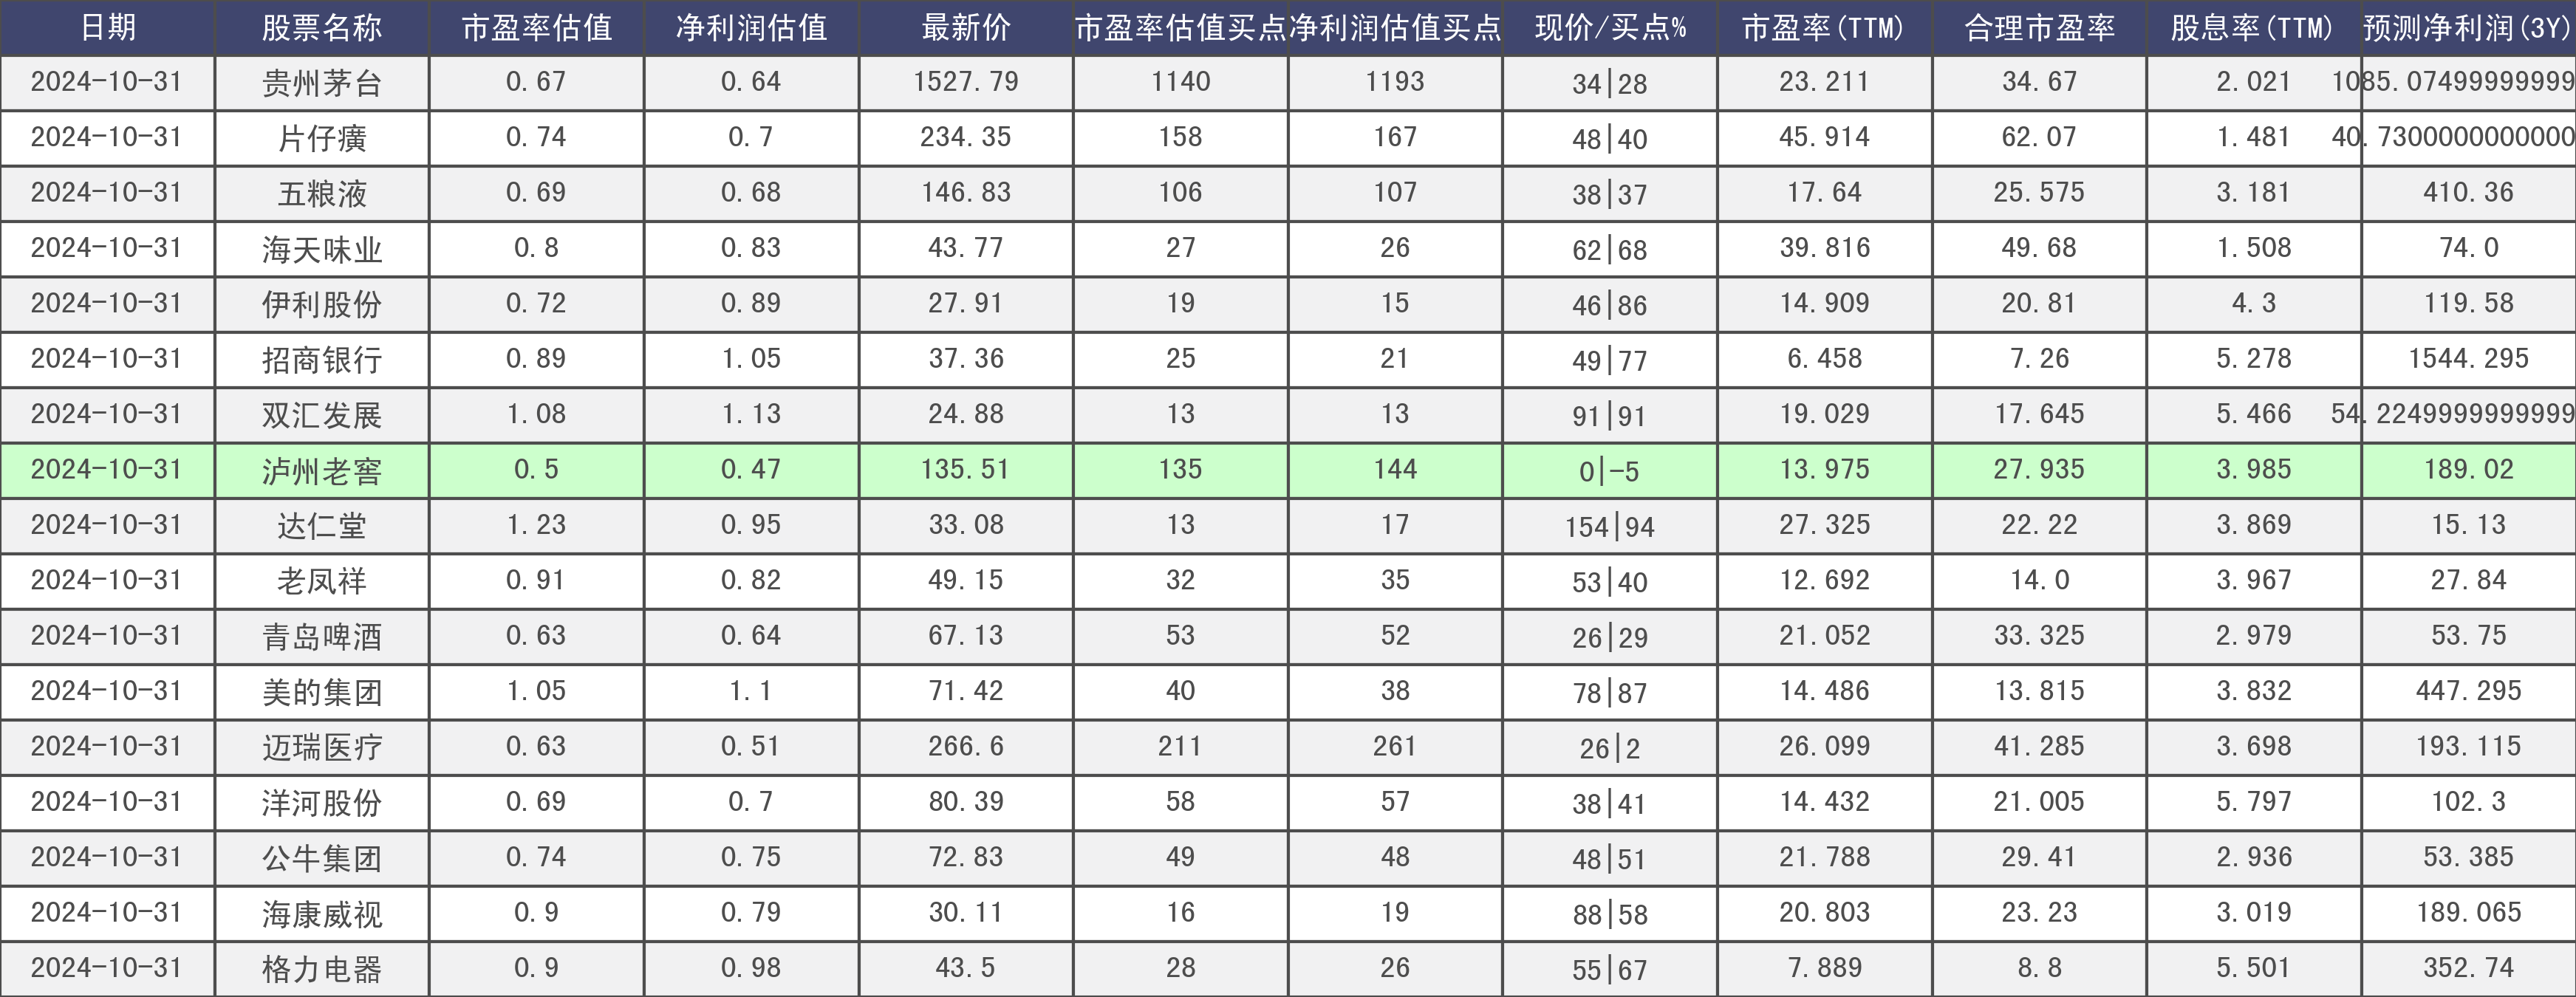 日期 股票名称 市盈率估值 净利润估值 最新价 市盈率估值买点 净利润估值买点 现价/买点% 市盈率(TTM) 合理市盈率 股息率(TTM) 预测净利润(3Y)
2024-10-31 贵州茅台 0.67 0.64 1527.79 1140 1193 34|28 23.211 34.67 2.021 1085.07499999999
2024-10-31 片仔癀 0.74 0.7 234.35 158 167 48|40 45.914 62.07 1.481 40.7300000000000
2024-10-31 五粮液 0.69 0.68 146.83 106 107 38|37 17.64 25.575 3.181 410.36
2024-10-31 海天味业 0.8 0.83 43.77 27 26 62|68 39.816 49.68 1.508 74.0
2024-10-31 伊利股份 0.72 0.89 27.91 19 15 46|86 14.909 20.81 4.3 119.58
2024-10-31 招商银行 0.89 1.05 37.36 25 21 49|77 6.458 7.26 5.278 1544.295
2024-10-31 双汇发展 1.08 1.13 24.88 13 13 91|91 19.029 17.645 5.466 54.2249999999999
2024-10-31 泸州老窖 0.5 0.47 135.51 135 144 0|-5 13.975 27.935 3.985 189.02
2024-10-31 达仁堂 1.23 0.95 33.08 13 17 154|94 27.325 22.22 3.869 15.13
2024-10-31 老凤祥 0.91 0.82 49.15 32 35 53|40 12.692 14.0 3.967 27.84
2024-10-31 青岛啤酒 0.63 0.64 67.13 53 52 26|29 21.052 33.325 2.979 53.75
2024-10-31 美的集团 1.05 1.1 71.42 40 38 78|87 14.486 13.815 3.832 447.295
2024-10-31 迈瑞医疗 0.63 0.51 266.6 211 261 26|2 26.099 41.285 3.698 193.115
2024-10-31 洋河股份 0.69 0.7 80.39 58 57 38|41 14.432 21.005 5.797 102.3
2024-10-31 公牛集团 0.74 0.75 72.83 49 48 48|51 21.788 29.41 2.936 53.385
2024-10-31 海康威视 0.9 0.79 30.11 16 19 88|58 20.803 23.23 3.019 189.065
2024-10-31 格力电器 0.9 0.98 43.5 28 26 55|67 7.889 8.8 5.501 352.74